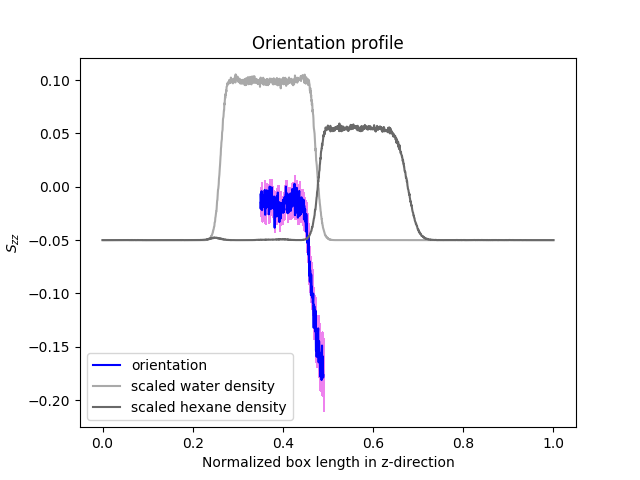 Orientation profile
0.10
0.05
0.00
−0.05
−0.10
−0.15
−0.20
S_{zz}
orientation
scaled water density
scaled hexane density
0.0 0.2 0.4 0.6 0.8 1.0
Normalized box length in z-direction